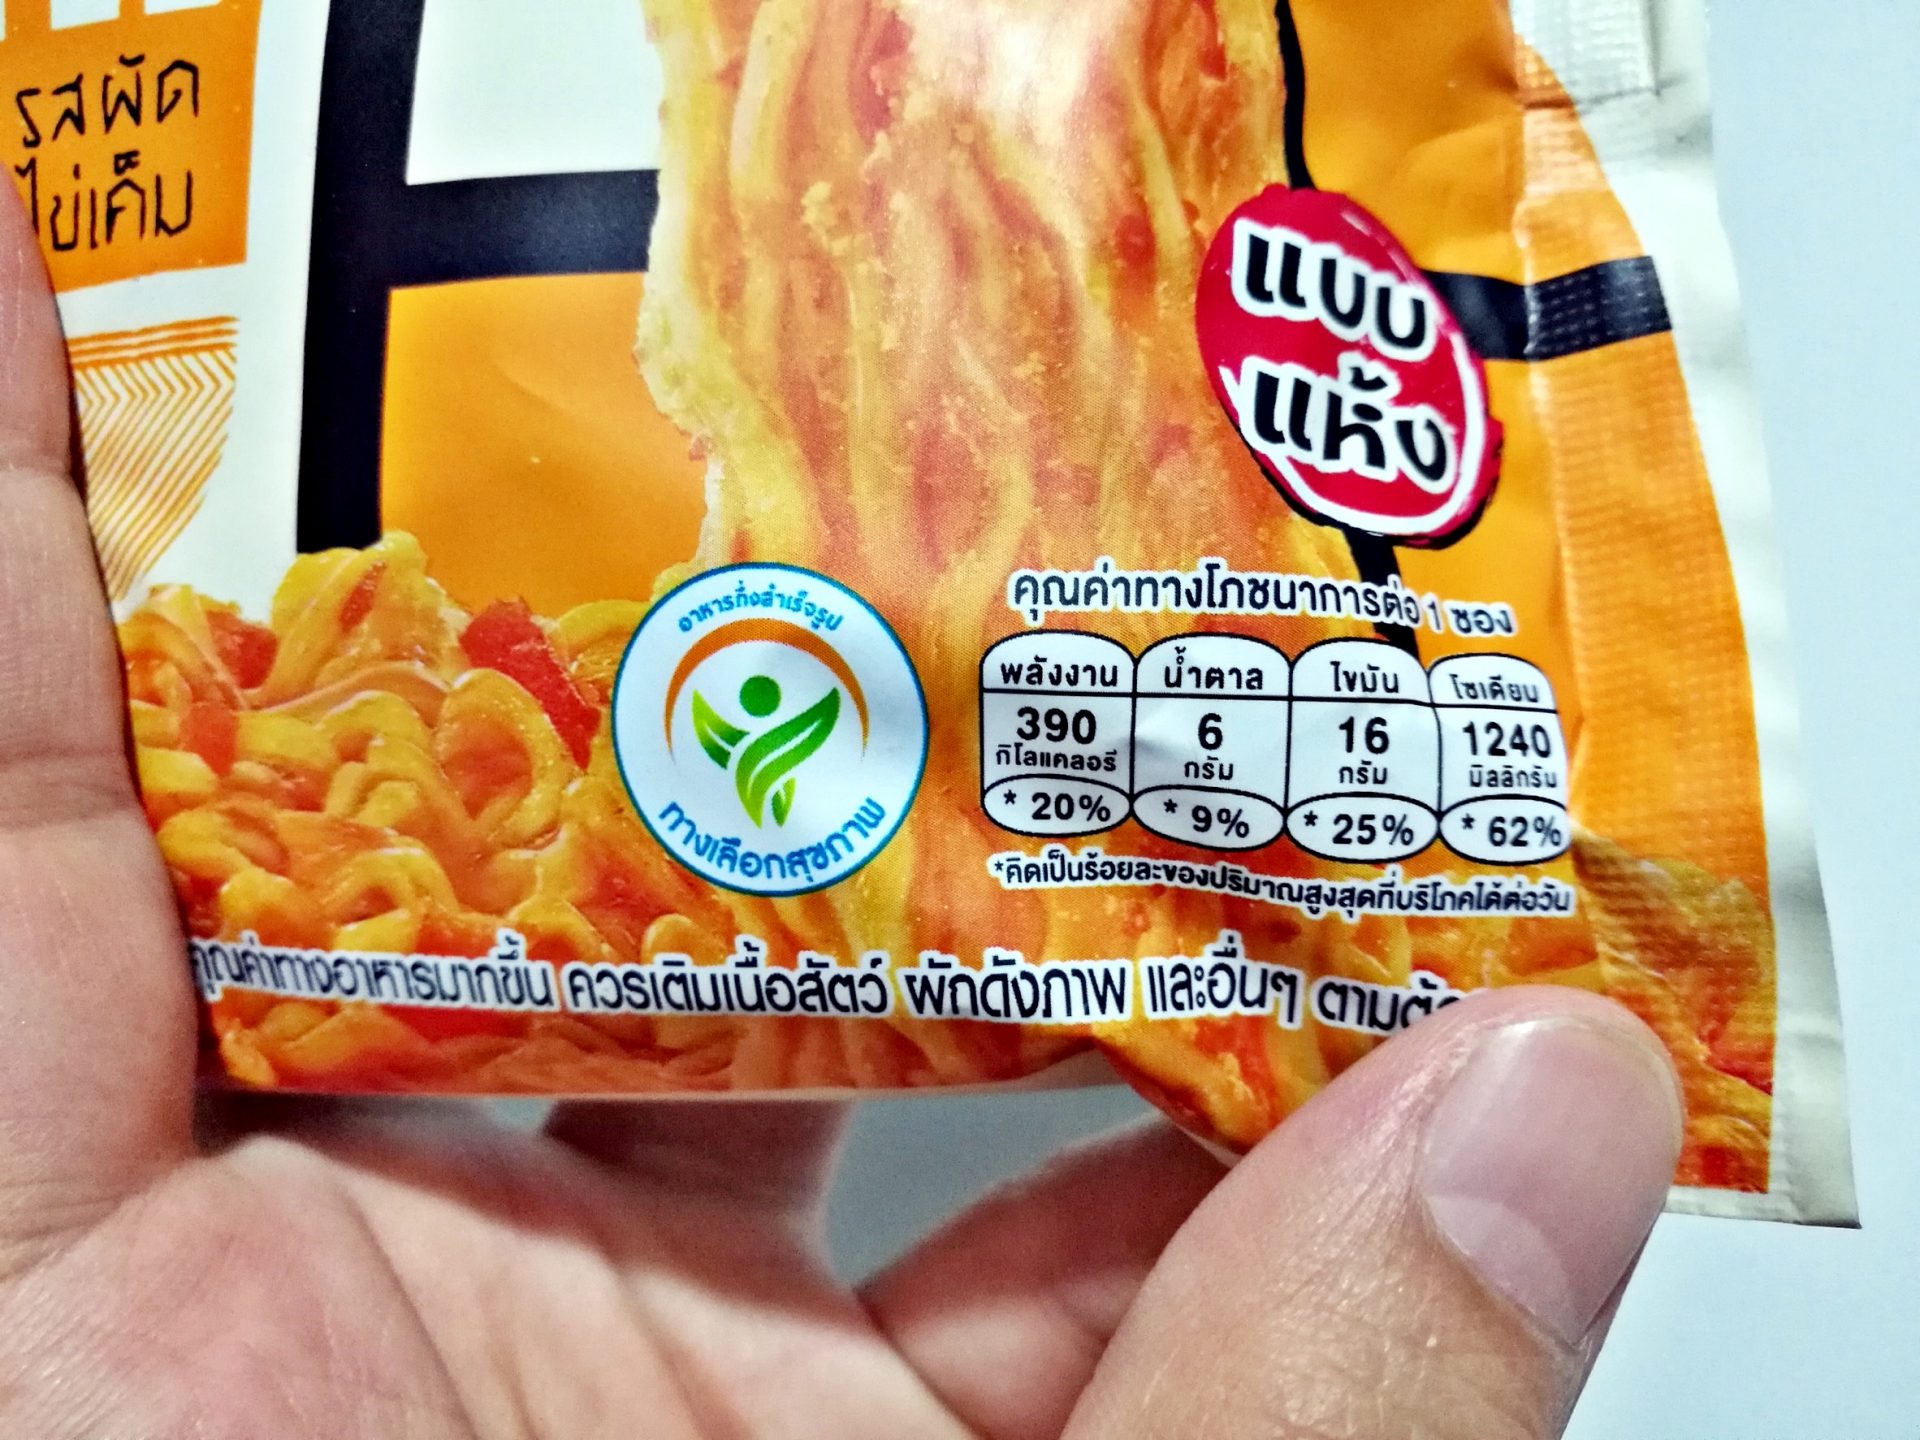 รสผัด
ไข่เค็ม
แบบ
แห้ง
อาหารกึ่งสำเร็จรูป
ทางเลือกสุขภาพ
คุณค่าทางโภชนาการต่อ 1 ซอง
พลังงาน น้ำตาล ไขมัน โซเดียม
390 6 16 1240
กิโลแคลอรี กรัม กรัม มิลลิกรัม
* 20% * 9% * 25% * 62%
*คิดเป็นร้อยละของปริมาณสูงสุดที่บริโภคได้ต่อวัน
คุณค่าทางอาหารมากขึ้น ควรเติมเนื้อสัตว์ ผักดังภาพ และอื่นๆ